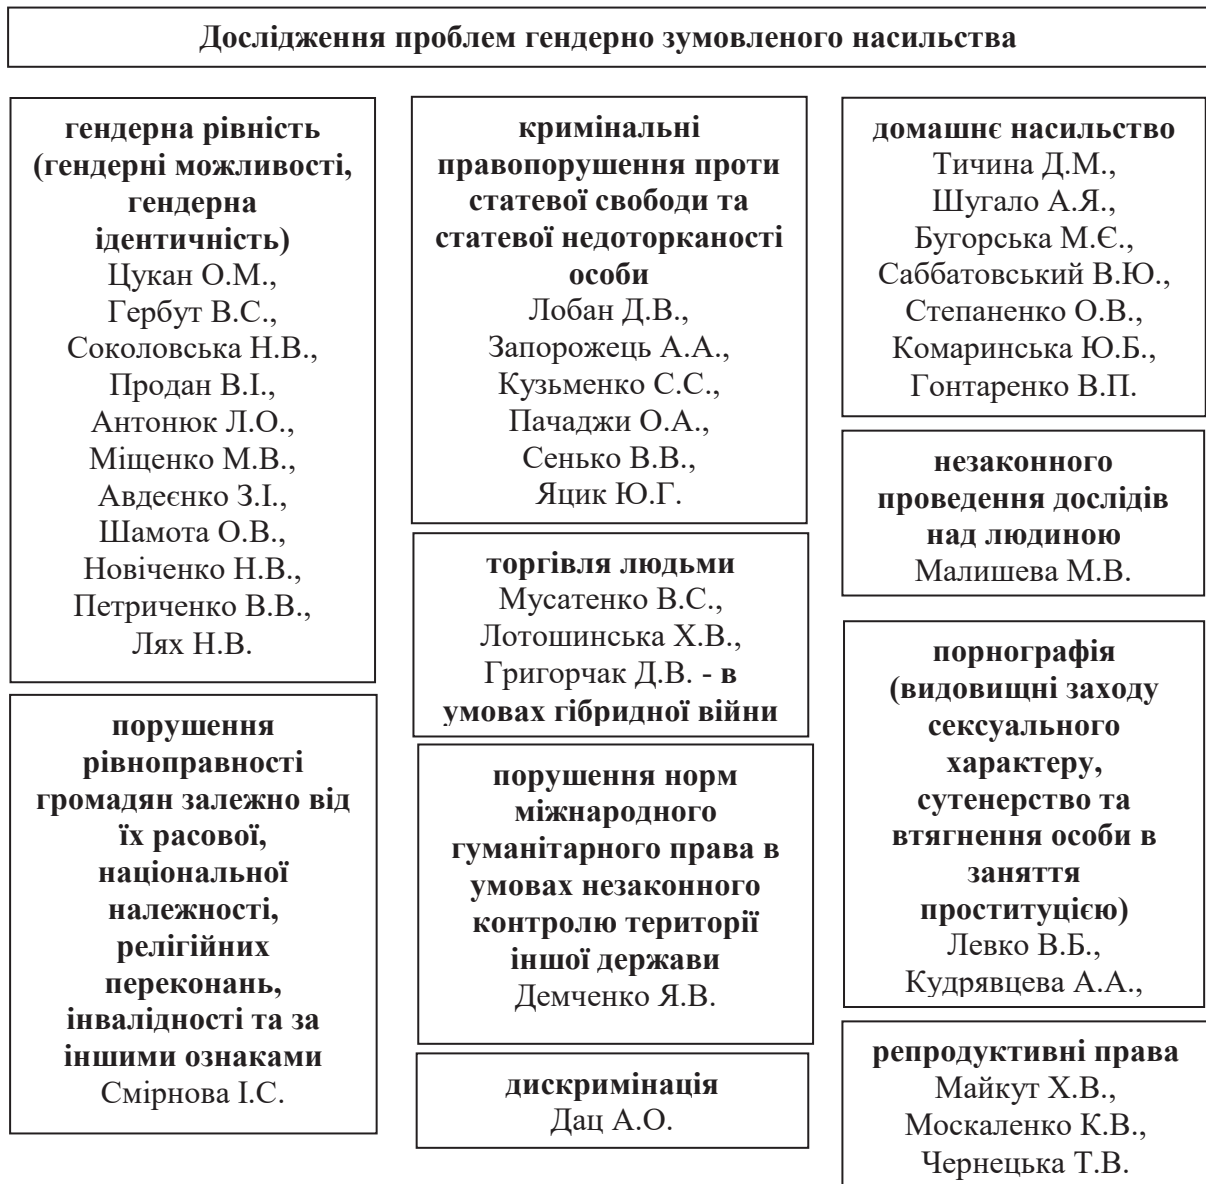 Дослідження проблем гендерно зумовленого насильства
гендерна рівність
(гендерні можливості,
гендерна
ідентичність)
Цукан О.М.,
Гербут В.С.,
Соколовська Н.В.,
Продан В.І.,
Антонюк Л.О.,
Міщенко М.В.,
Авдеєнко З.І.,
Шамота О.В.,
Новіченко Н.В.,
Петриченко В.В.,
Лях Н.В.
порушення
рівноправності
громадян залежно від
їх расової,
національної
належності,
релігійних
переконань,
інвалідності та за
іншими ознаками
Смірнова І.С.
кримінальні
правопорушення проти
статевої свободи та
статевої недоторканості
особи
Лобан Д.В.,
Запорожець А.А.,
Кузьменко С.С.,
Пачаджи О.А.,
Сенько В.В.,
Яцик Ю.Г.
торгівля людьми
Мусатенко В.С.,
Лотошинська Х.В.,
Григорчак Д.В. - в
умовах гібридної війни
порушення норм
міжнародного
гуманітарного права в
умовах незаконного
контролю території
іншої держави
Демченко Я.В.
дискримінація
Дац А.О.
домашнє насильство
Тичина Д.М.,
Шугало А.Я.,
Бугорська М.Є.,
Саббатовський В.Ю.,
Степаненко О.В.,
Комаринська Ю.Б.,
Гонтаренко В.П.
незаконного
проведення дослідів
над людиною
Малишева М.В.
порнографія
(видовищні заходу
сексуального
характеру,
сутенерство та
втягнення особи в
заняття
проституцією)
Левко В.Б.,
Кудрявцева А.А.,
репродуктивні права
Майкут Х.В.,
Москаленко К.В.,
Чернецька Т.В.